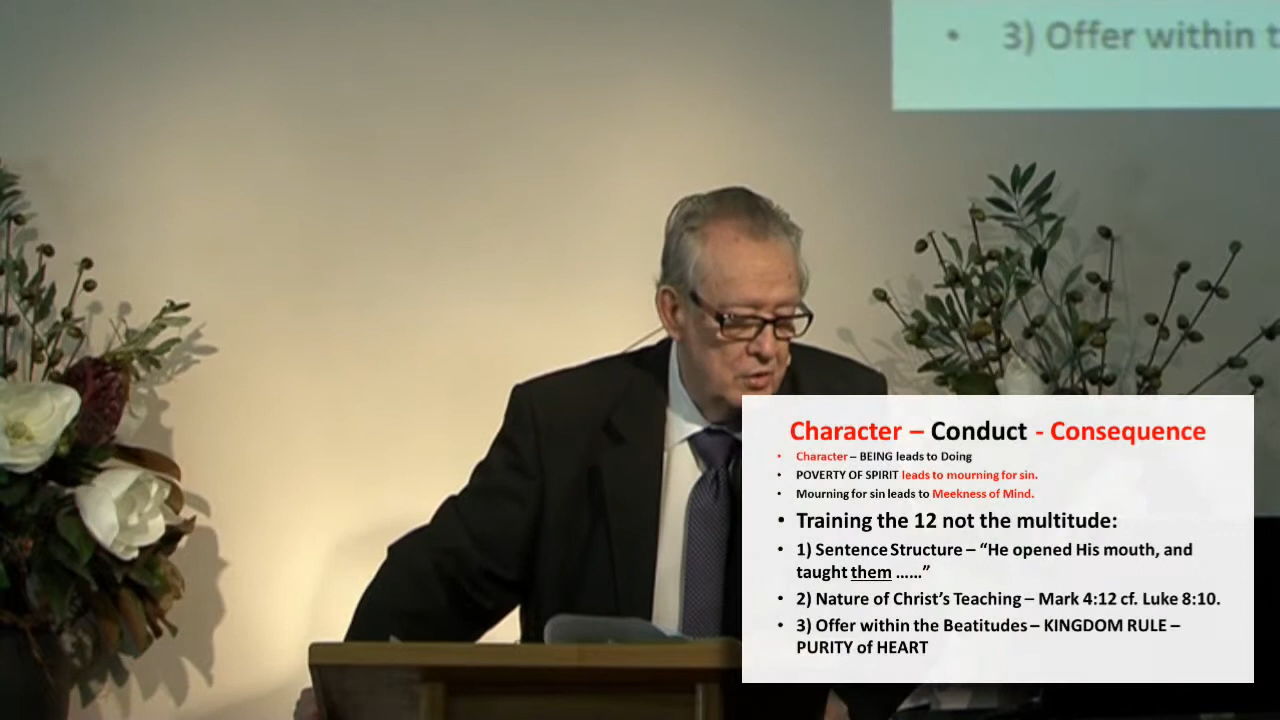 3) Offer within t
Character – Conduct - Consequence
• Character – BEING leads to Doing
• POVERTY OF SPIRIT leads to mourning for sin.
• Mourning for sin leads to Meekness of Mind.
• Training the 12 not the multitude:
• 1) Sentence Structure – “He opened His mouth, and
taught them ......”
• 2) Nature of Christ’s Teaching – Mark 4:12 cf. Luke 8:10.
• 3) Offer within the Beatitudes – KINGDOM RULE –
PURITY of HEART